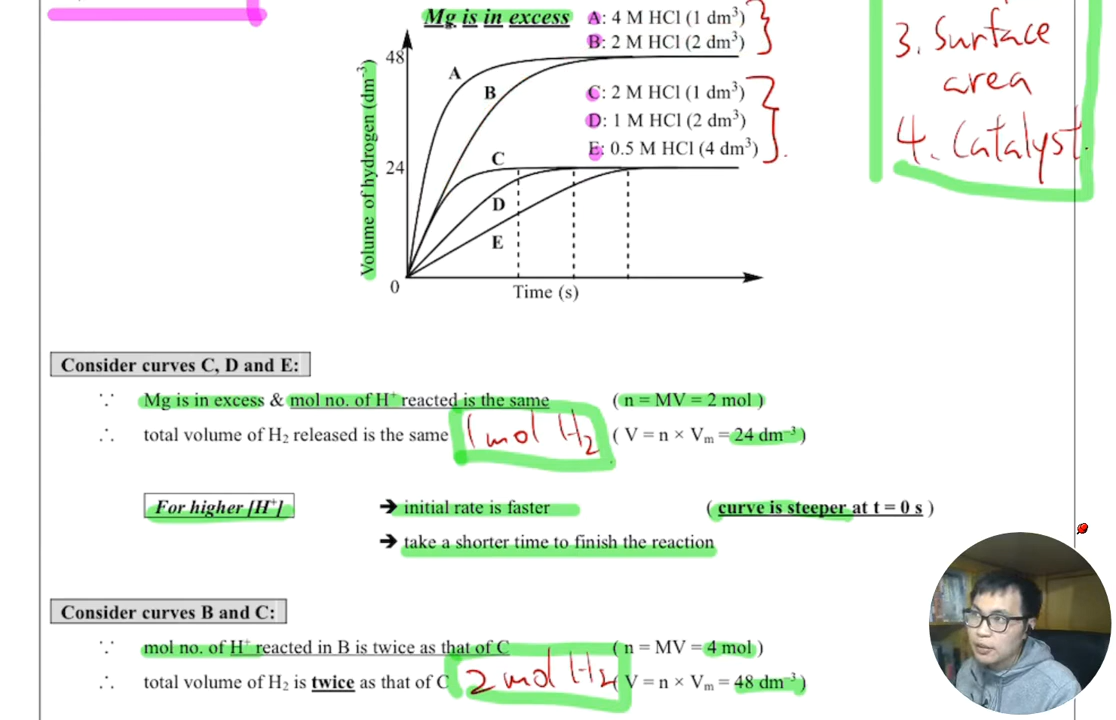 Mg is in excess
A: 4 M HCl (1 dm³)
B: 2 M HCl (2 dm³)
C: 2 M HCl (1 dm³)
D: 1 M HCl (2 dm³)
E: 0.5 M HCl (4 dm³)
3. Surface
area
4. Catalyst
Volume of hydrogen (dm⁻³)
48
24
0
A
B
C
D
E
Time (s)
Consider curves C, D and E:
∵ Mg is in excess & mol no. of H⁺ reacted is the same ( n = MV = 2 mol )
∴ total volume of H₂ released is the same 1 mol H₂ ( V = n × Vₘ = 24 dm⁻³ )
For higher [H⁺] ➔ initial rate is faster ( curve is steeper at t = 0 s )
➔ take a shorter time to finish the reaction
Consider curves B and C:
∵ mol no. of H⁺ reacted in B is twice as that of C ( n = MV = 4 mol )
∴ total volume of H₂ is twice as that of C 2 mol H₂ ( V = n × Vₘ = 48 dm⁻³ )